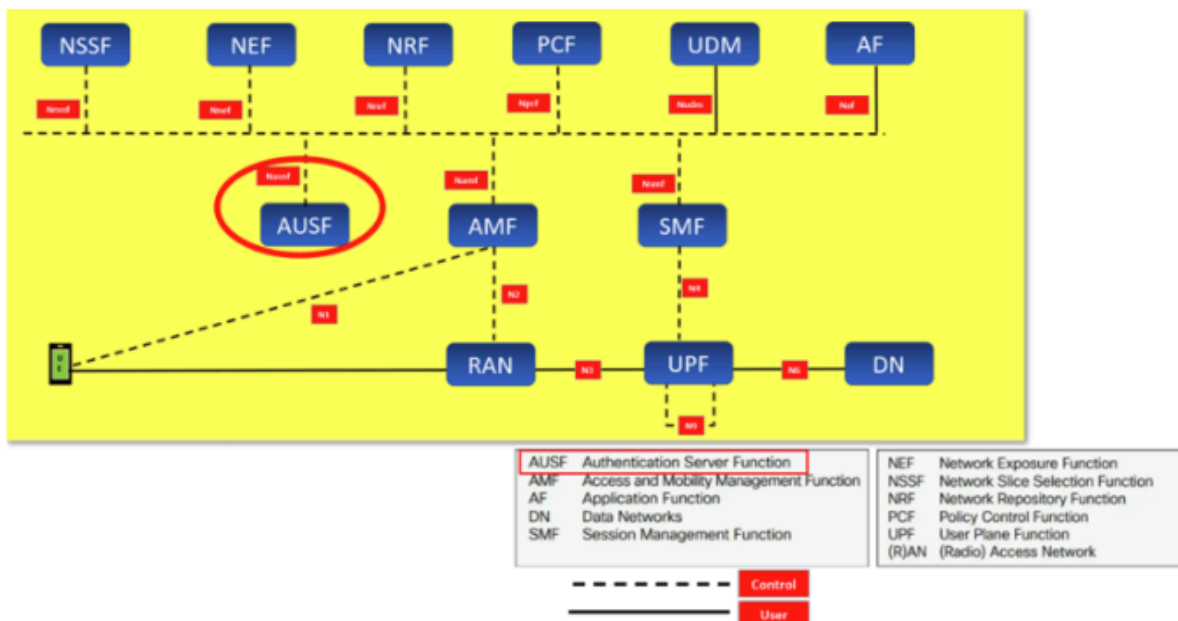 NSSF NEF NRF PCF UDM AF
Nnssf Nnef Nnrf Npcf Nudm Naf
Nausf Namf Nsmf
AUSF AMF SMF
N1 N2 N4
UE RAN N3 UPF N6 DN
N9
AUSF Authentication Server Function
AMF Access and Mobility Management Function
AF Application Function
DN Data Networks
SMF Session Management Function
NEF Network Exposure Function
NSSF Network Slice Selection Function
NRF Network Repository Function
PCF Policy Control Function
UPF User Plane Function
(R)AN (Radio) Access Network
Control
User